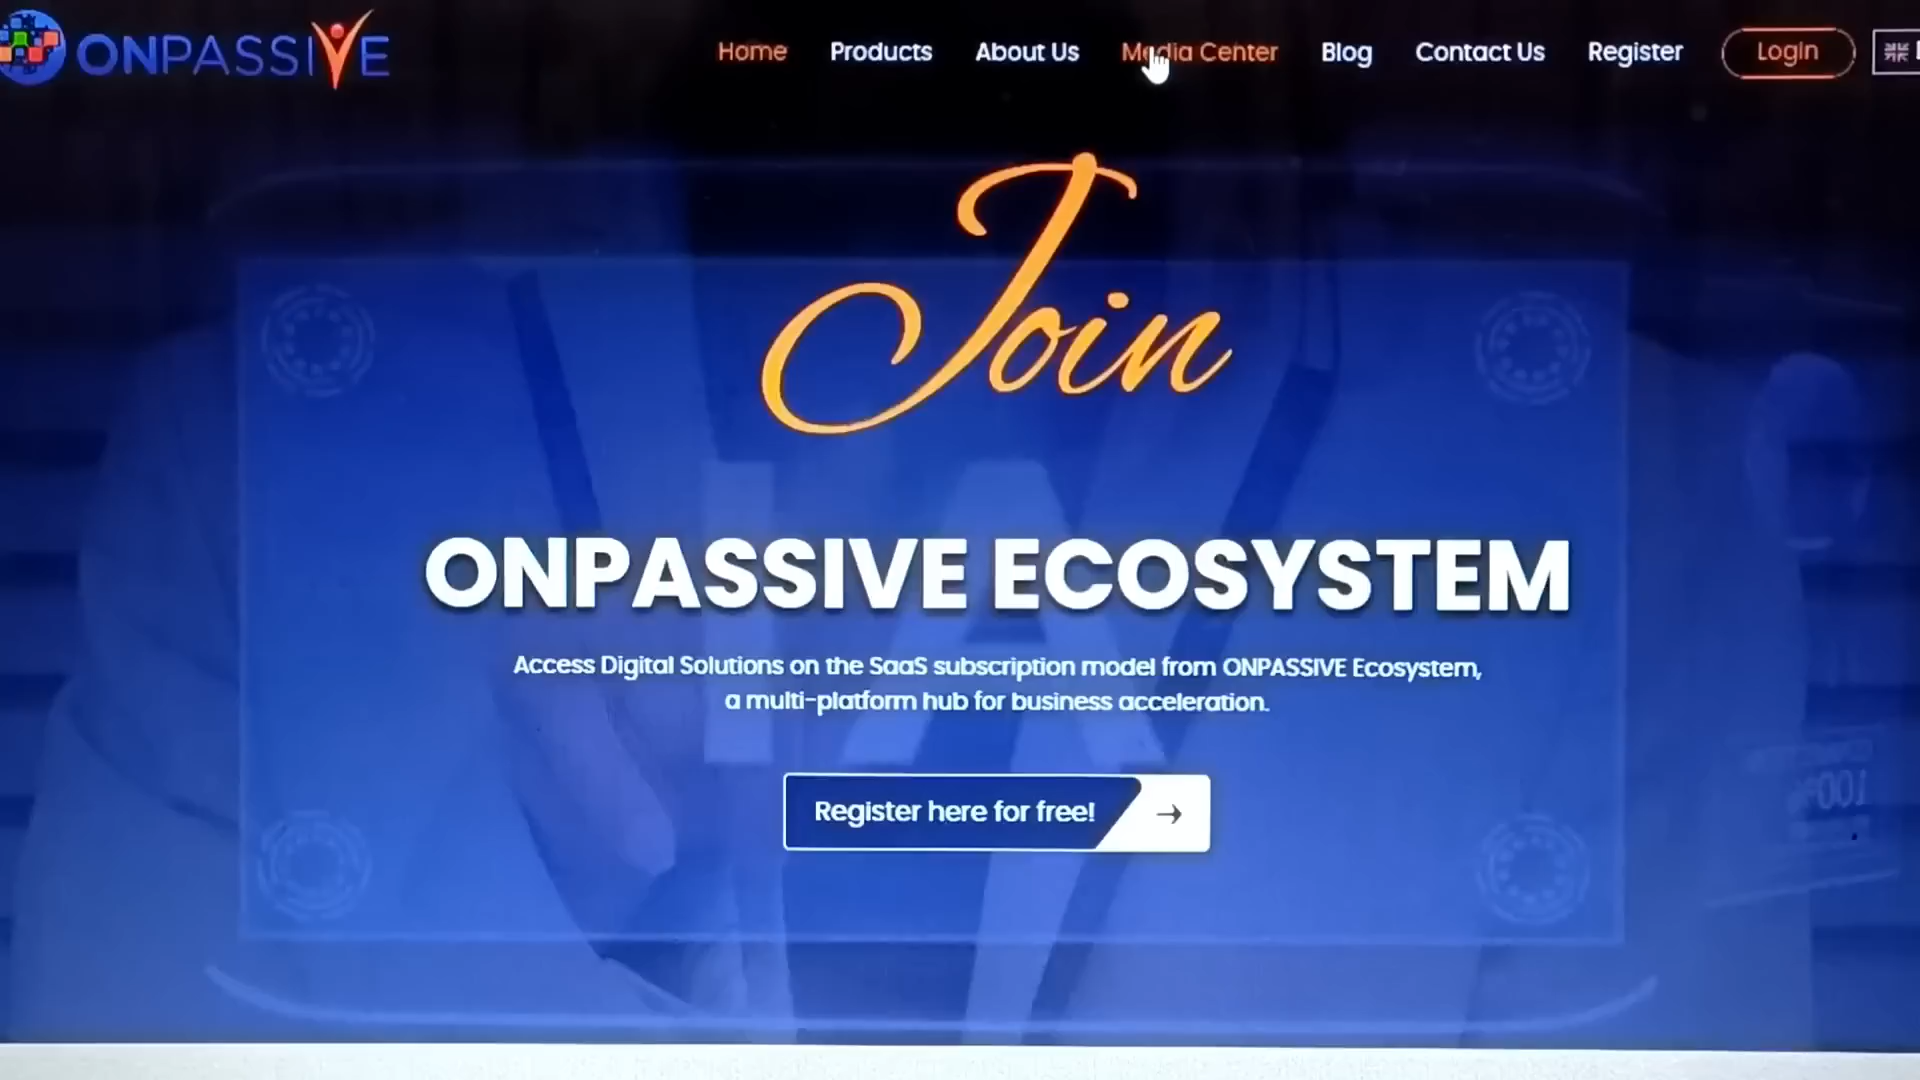 ONPASSIVE
Home Products About Us Media Center Blog Contact Us Register Login
Join
ONPASSIVE ECOSYSTEM
Access Digital Solutions on the SaaS subscription model from ONPASSIVE Ecosystem,
a multi-platform hub for business acceleration.
Register here for free!